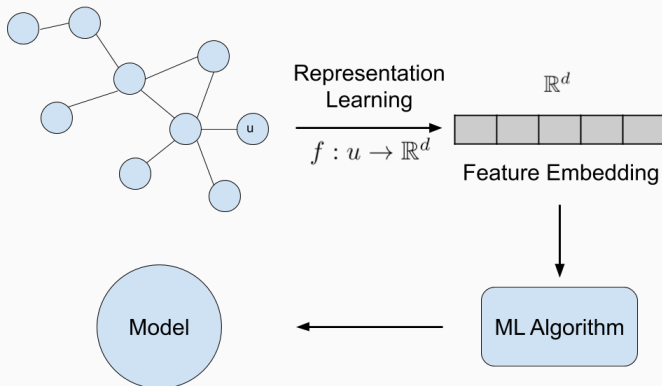 Representation
Learning
ℝ^d
u
f : u → ℝ^d
Feature Embedding
Model
ML Algorithm